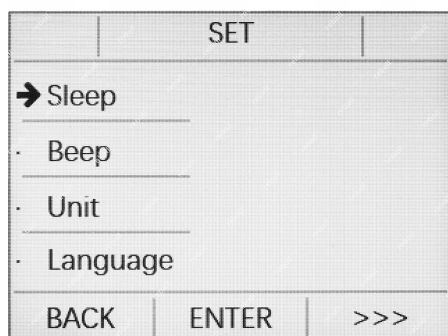 SET
➔ Sleep
· Beep
· Unit
· Language
BACK ENTER >>>